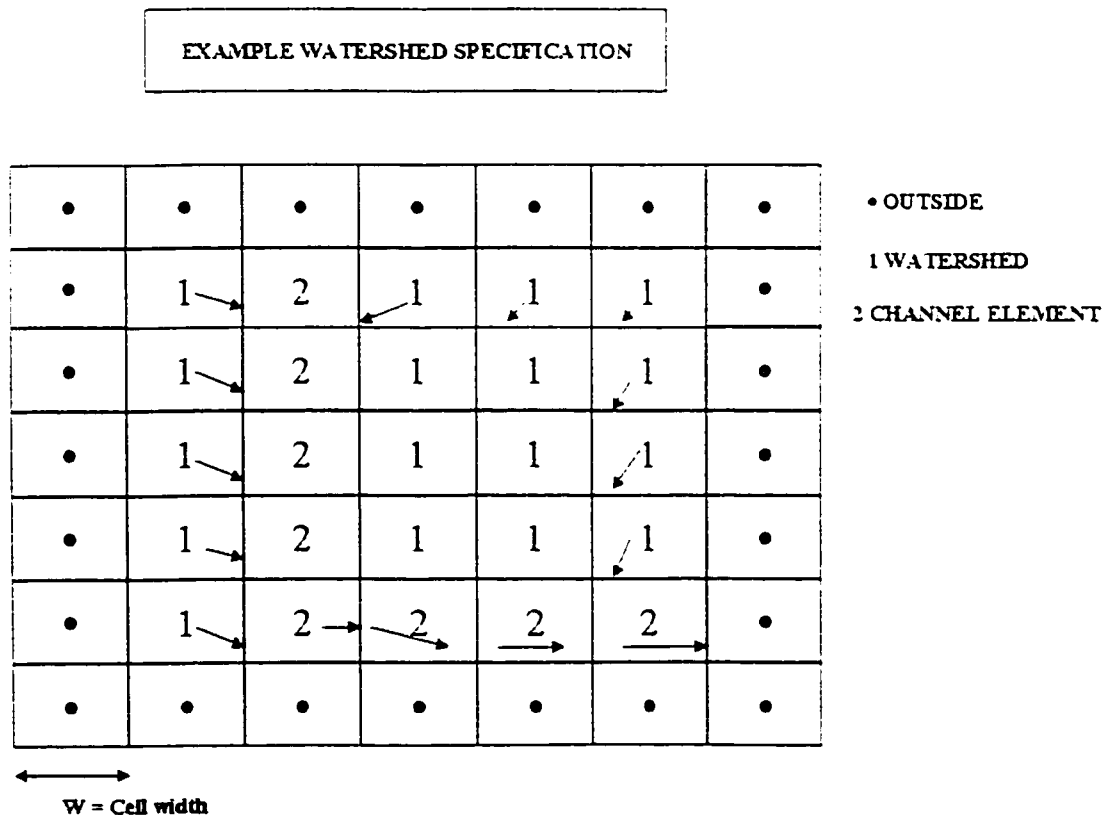 EXAMPLE WATERSHED SPECIFICATION
• • • • • • •
• 1 2 1 1 1 •
• 1 2 1 1 1 •
• 1 2 1 1 1 •
• 1 2 1 1 1 •
• 1 2 2 2 2 •
• • • • • • •
• OUTSIDE
1 WATERSHED
2 CHANNEL ELEMENT
W = Cell width